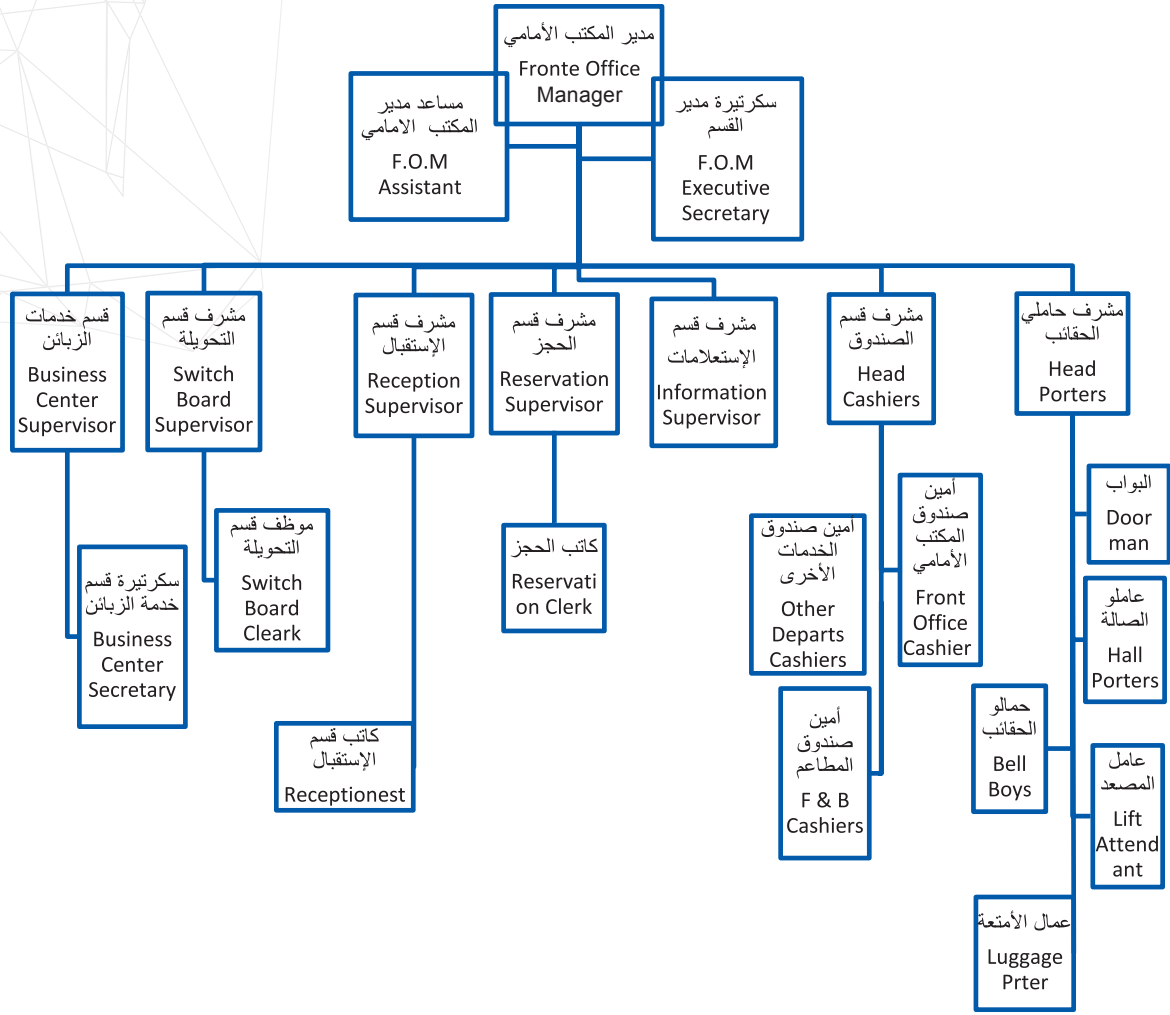 مدير المكتب الأمامي
Fronte Office
Manager
مساعد مدير
المكتب الامامي
F.O.M
Assistant
سكرتيرة مدير
القسم
F.O.M
Executive
Secretary
قسم خدمات
الزبائن
Business
Center
Supervisor
مشرف قسم
التحويلة
Switch
Board
Supervisor
مشرف قسم
الإستقبال
Reception
Supervisor
مشرف قسم
الحجز
Reservation
Supervisor
مشرف قسم
الإستعلامات
Information
Supervisor
مشرف قسم
الصندوق
Head
Cashiers
مشرف حاملي
الحقائب
Head
Porters
سكرتيرة قسم
خدمة الزبائن
Business
Center
Secretary
موظف قسم
التحويلة
Switch
Board
Cleark
كاتب قسم
الإستقبال
Receptionest
كاتب الحجز
Reservati
on Clerk
أمين صندوق
الخدمات
الأخرى
Other
Departs
Cashiers
أمين
صندوق
المكتب
الأمامي
Front
Office
Cashier
أمين
صندوق
المطاعم
F & B
Cashiers
البواب
Door
man
عاملو
الصالة
Hall
Porters
حمالو
الحقائب
Bell
Boys
عامل
المصعد
Lift
Attend
ant
عمال الأمتعة
Luggage
Prter